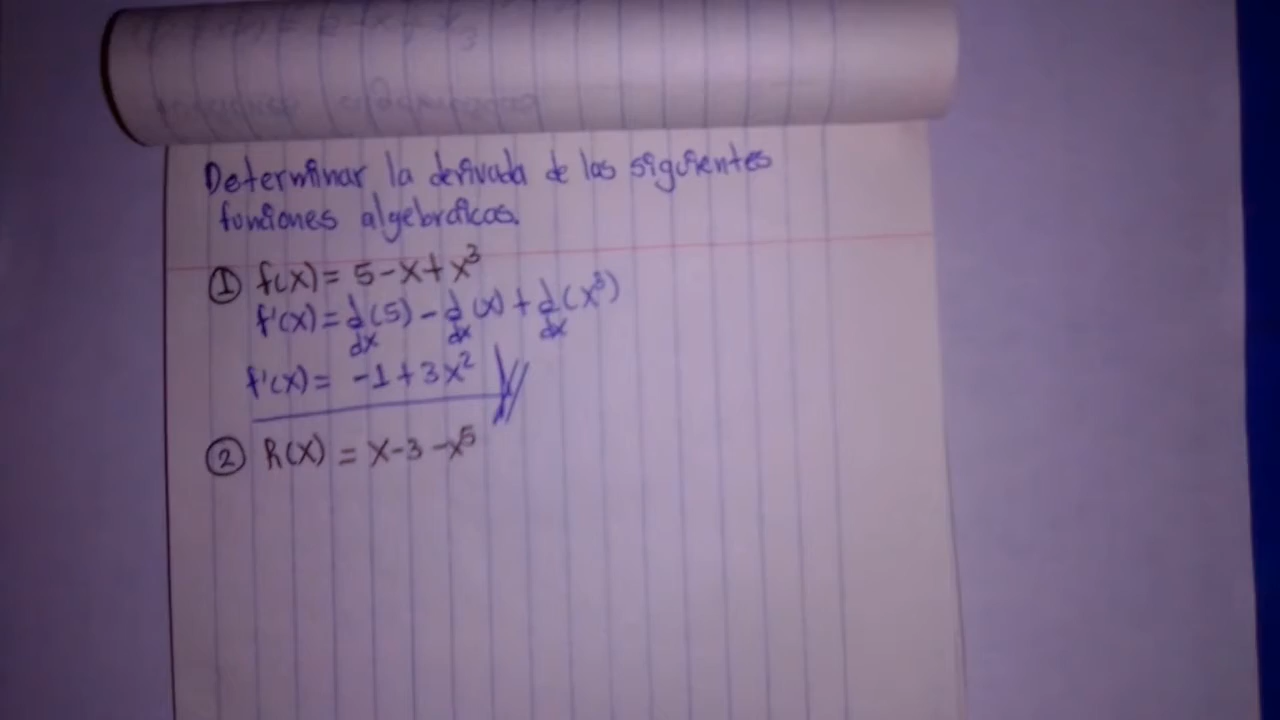 Determinar la derivada de las siguientes
funciones algebraicas.
① f(x) = 5 - x + x³
f'(x) = d/dx (5) - d/dx (x) + d/dx (x³)
f'(x) = -1 + 3x²
② h(x) = x - 3 - x⁵